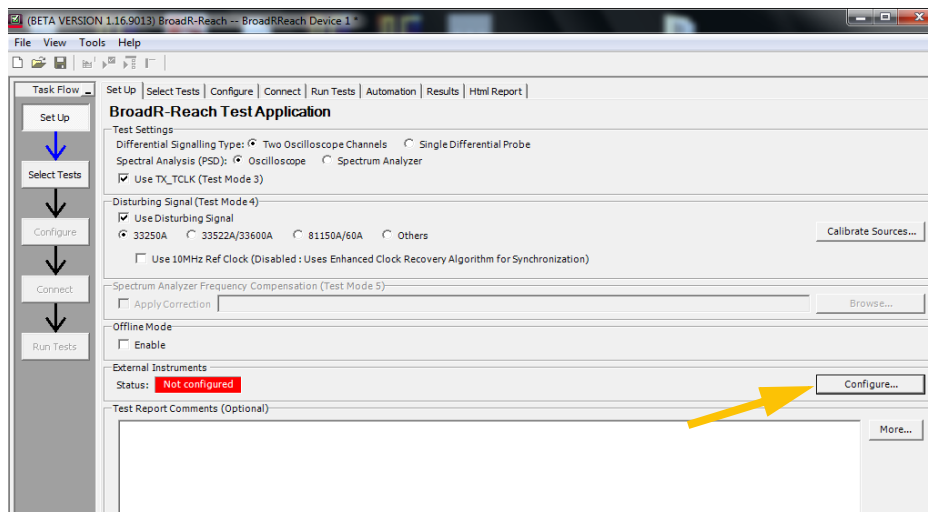 (BETA VERSION 1.16.9013) BroadR-Reach -- BroadRReach Device 1 *
File View Tools Help
Task Flow
Set Up
Select Tests
Configure
Connect
Run Tests
Set Up Select Tests Configure Connect Run Tests Automation Results Html Report
BroadR-Reach Test Application
Test Settings
Differential Signalling Type: Two Oscilloscope Channels Single Differential Probe
Spectral Analysis (PSD): Oscilloscope Spectrum Analyzer
Use TX_TCLK (Test Mode 3)
Disturbing Signal (Test Mode 4)
Use Disturbing Signal
33250A 33522A/33600A 81150A/60A Others
Calibrate Sources...
Use 10MHz Ref Clock (Disabled : Uses Enhanced Clock Recovery Algorithm for Synchronization)
Spectrum Analyzer Frequency Compensation (Test Mode 5)
Apply Correction
Browse...
Offline Mode
Enable
External Instruments
Status: Not configured
Configure...
Test Report Comments (Optional)
More...